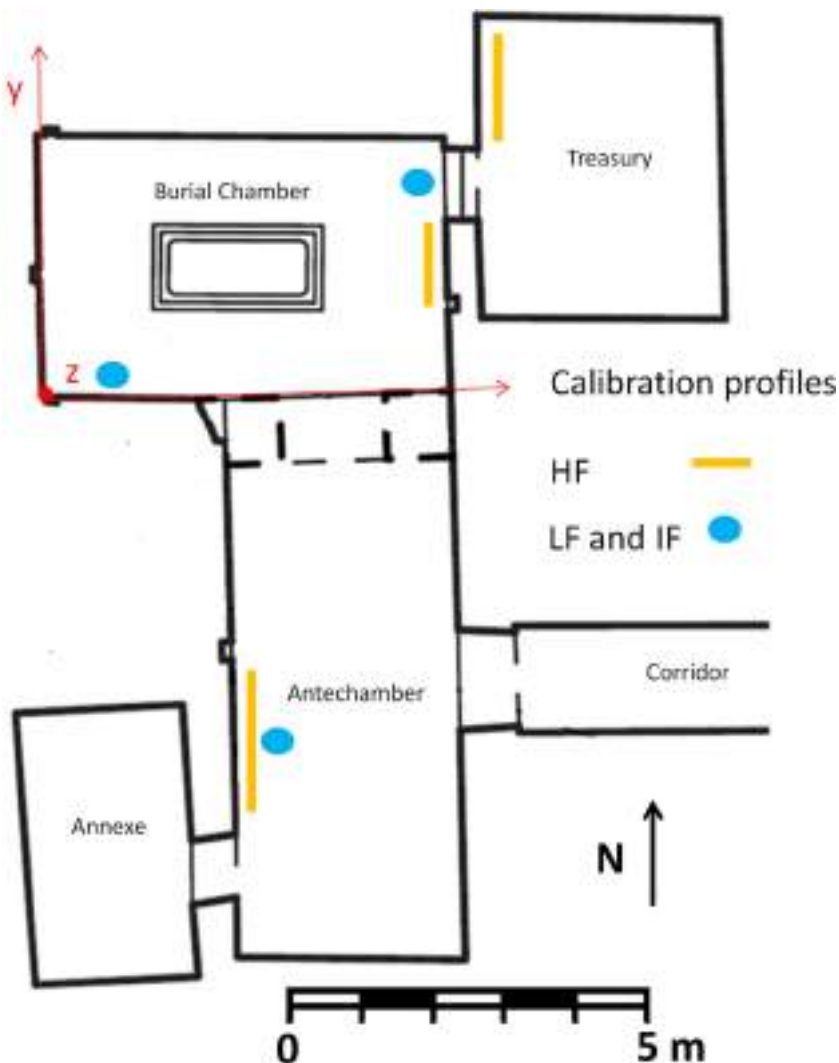 y
Treasury
Burial Chamber
z
Calibration profiles
HF
LF and IF
Corridor
Antechamber
Annexe
N
0
5 m